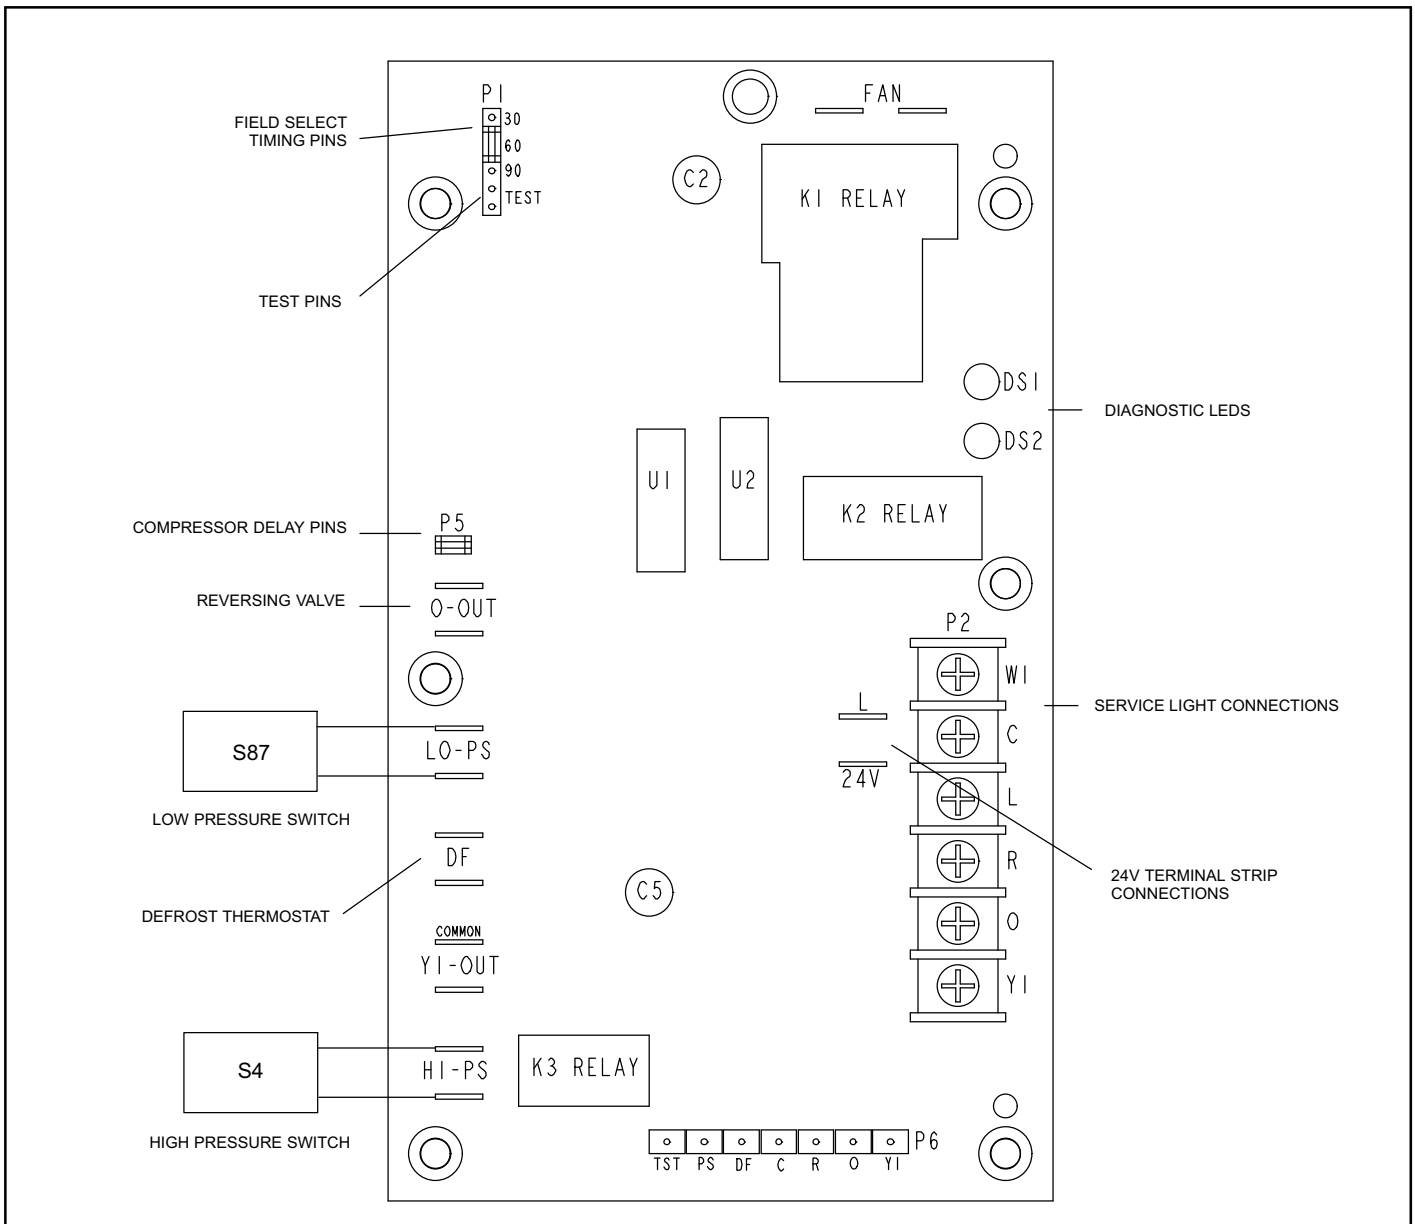 P1
FAN
30
FIELD SELECT
TIMING PINS
60
90
TEST
C2
K1 RELAY
TEST PINS
DS1
DIAGNOSTIC LEDS
DS2
U1
U2
K2 RELAY
COMPRESSOR DELAY PINS
P5
REVERSING VALVE
O-OUT
P2
W1
L
SERVICE LIGHT CONNECTIONS
C
S87
LO-PS
24V
L
LOW PRESSURE SWITCH
DF
R
24V TERMINAL STRIP
CONNECTIONS
C5
DEFROST THERMOSTAT
O
COMMON
Y1-OUT
Y1
S4
HI-PS
K3 RELAY
HIGH PRESSURE SWITCH
P6
TST PS DF C R O Y1